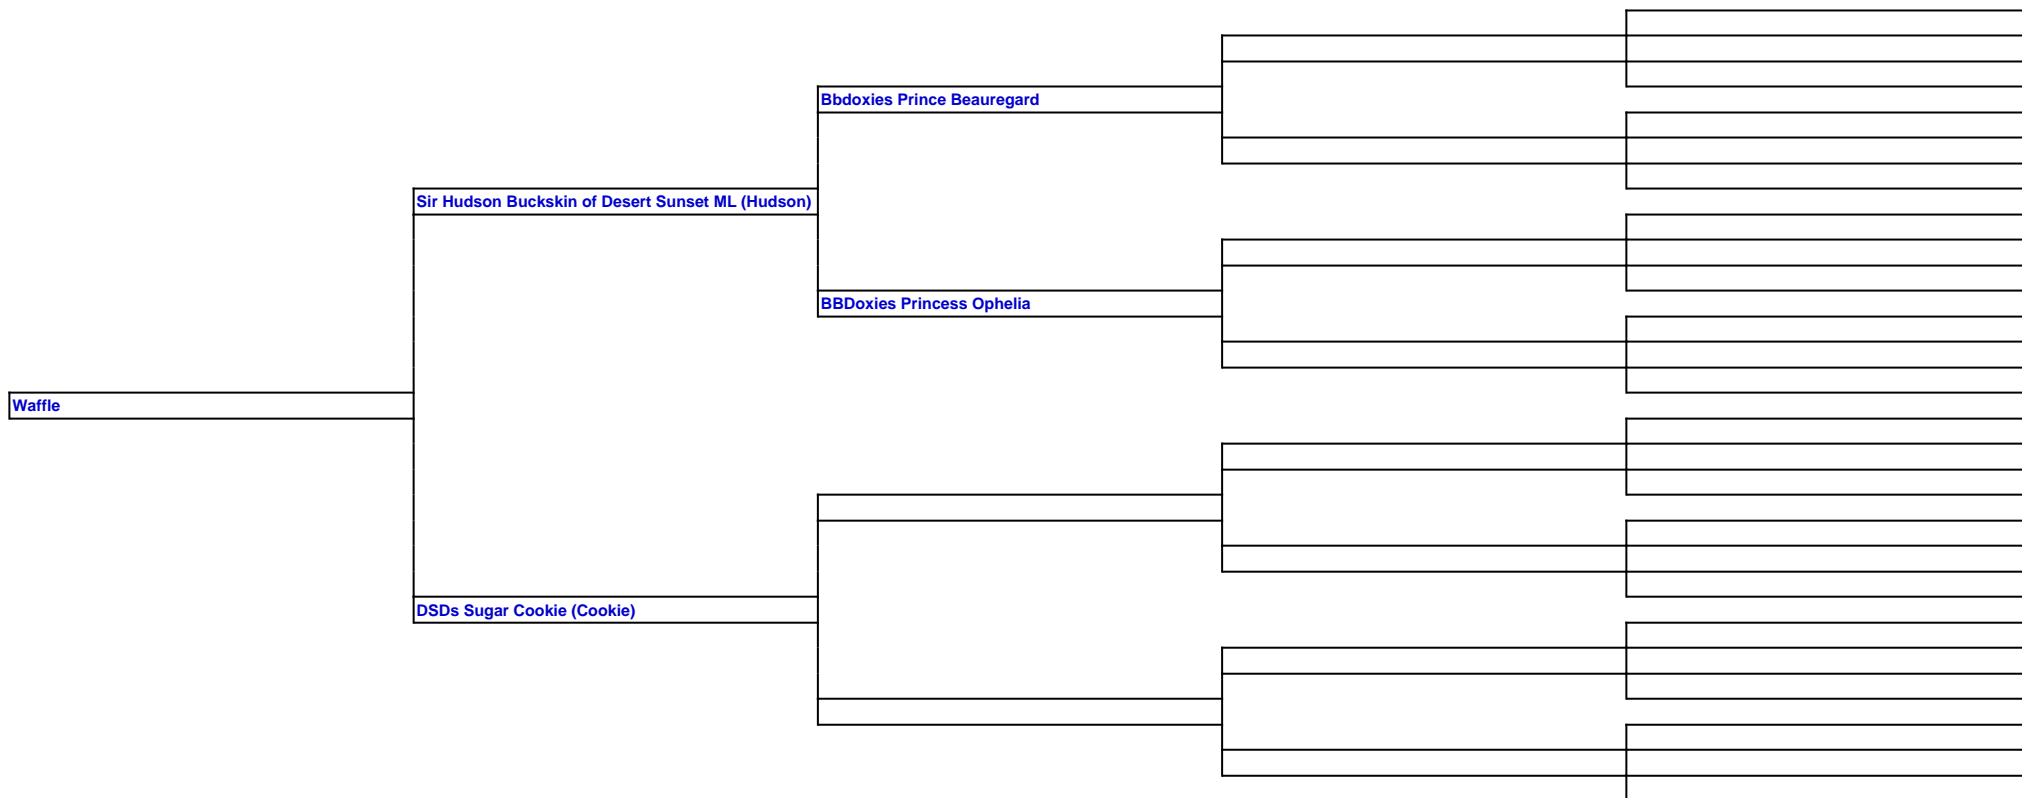 Bbdoxies Prince Beauregard
Sir Hudson Buckskin of Desert Sunset ML (Hudson)
BBDoxies Princess Ophelia
Waffle
DSDs Sugar Cookie (Cookie)